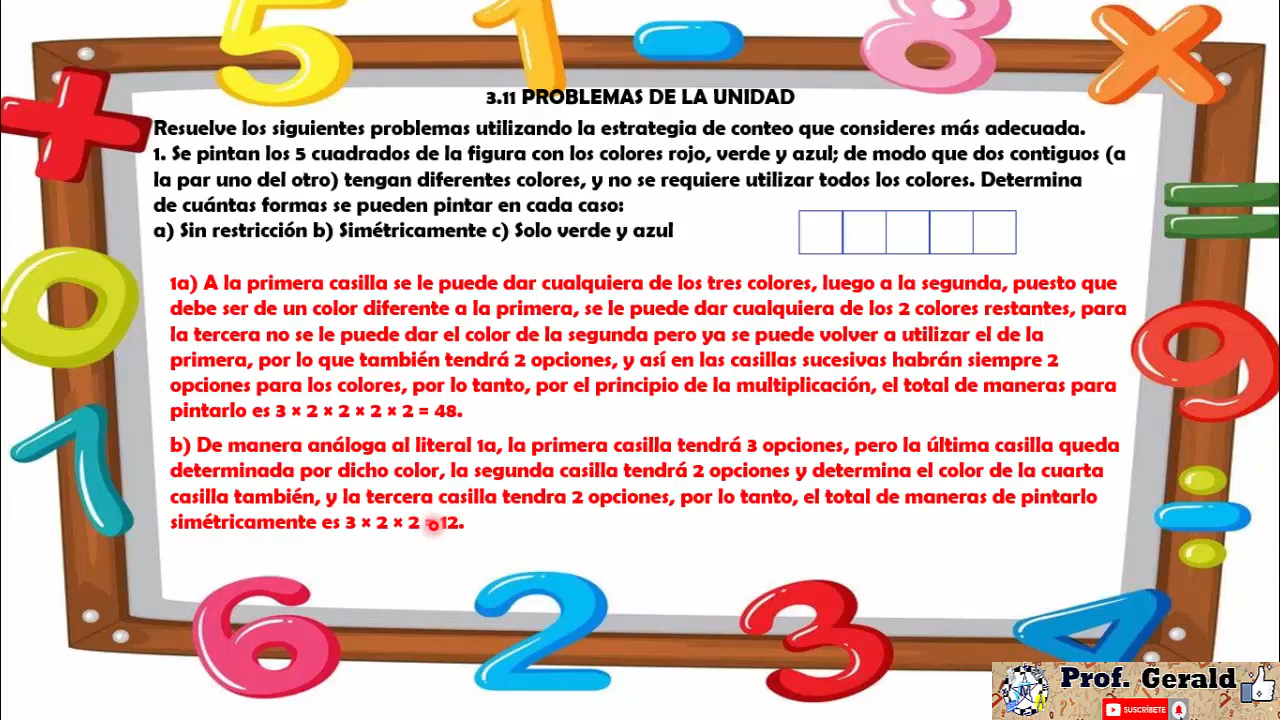 3.11 PROBLEMAS DE LA UNIDAD
Resuelve los siguientes problemas utilizando la estrategia de conteo que consideres más adecuada.
1. Se pintan los 5 cuadrados de la figura con los colores rojo, verde y azul; de modo que dos contiguos (a
la par uno del otro) tengan diferentes colores, y no se requiere utilizar todos los colores. Determina
de cuántas formas se pueden pintar en cada caso:
a) Sin restricción b) Simétricamente c) Solo verde y azul
1a) A la primera casilla se le puede dar cualquiera de los tres colores, luego a la segunda, puesto que
debe ser de un color diferente a la primera, se le puede dar cualquiera de los 2 colores restantes, para
la tercera no se le puede dar el color de la segunda pero ya se puede volver a utilizar el de la
primera, por lo que también tendrá 2 opciones, y así en las casillas sucesivas habrán siempre 2
opciones para los colores, por lo tanto, por el principio de la multiplicación, el total de maneras para
pintarlo es 3 × 2 × 2 × 2 × 2 = 48.
b) De manera análoga al literal 1a, la primera casilla tendrá 3 opciones, pero la última casilla queda
determinada por dicho color, la segunda casilla tendrá 2 opciones y determina el color de la cuarta
casilla también, y la tercera casilla tendra 2 opciones, por lo tanto, el total de maneras de pintarlo
simétricamente es 3 × 2 × 2 = 12.
Prof. Gerald
SUSCRÍBETE